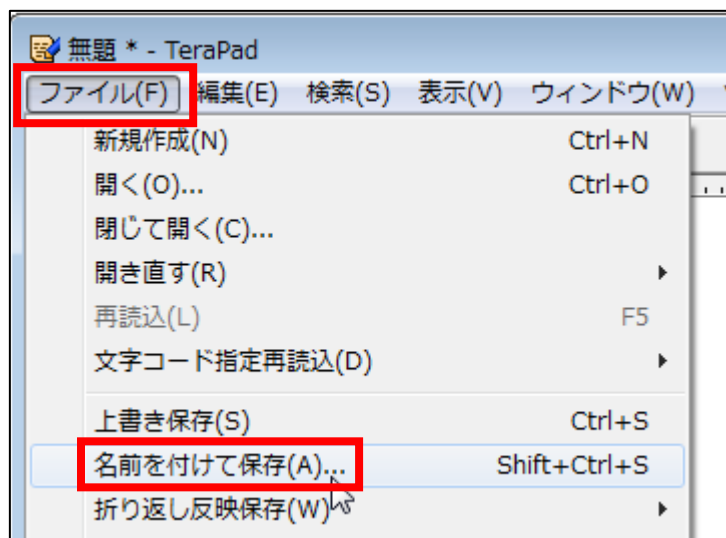 無題 * - TeraPad
ファイル(F) 編集(E) 検索(S) 表示(V) ウィンドウ(W)
新規作成(N) Ctrl+N
開く(O)... Ctrl+O
閉じて開く(C)...
開き直す(R)
再読込(L) F5
文字コード指定再読込(D)
上書き保存(S) Ctrl+S
名前を付けて保存(A)... Shift+Ctrl+S
折り返し反映保存(W)